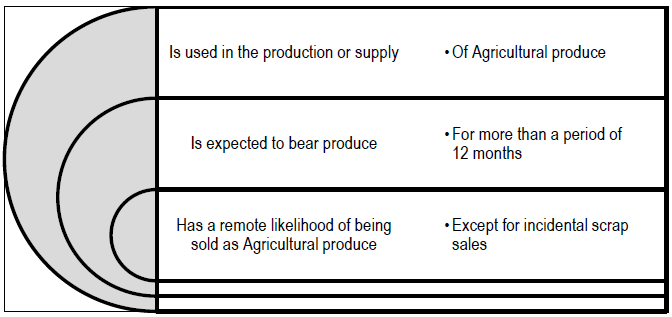 Is used in the production or supply
• Of Agricultural produce
Is expected to bear produce
• For more than a period of
12 months
Has a remote likelihood of being
sold as Agricultural produce
• Except for incidental scrap
sales